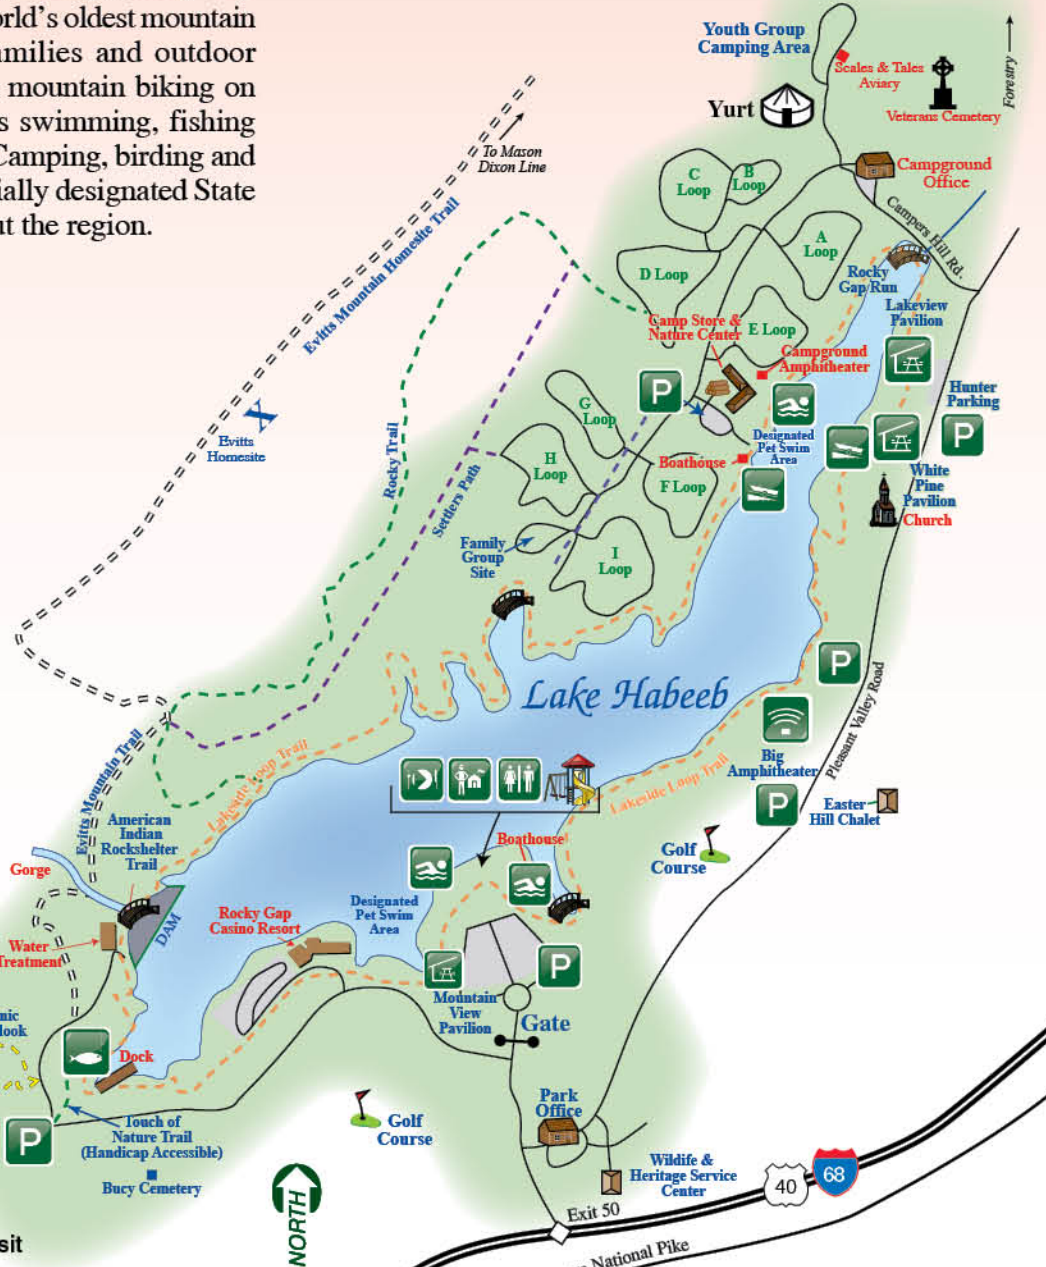 orld's oldest mountain
amilies and outdoor
mountain biking on
s swimming, fishing
Camping, birding and
ially designated State
ut the region.
Youth Group
Camping Area
Scales & Tales
Aviary
Forestry
Yurt
Veterans Cemetery
To Mason
Dixon Line
Campground
Office
C
Loop
B
Loop
Evitts Mountain Homesite Trail
Campers Hill Rd.
A
Loop
D Loop
Rocky
Gap Run
Lakeview
Pavilion
Camp Store &
Nature Center
E Loop
Campground
Amphitheater
P
Hunter
Parking
P
G
Loop
X
Evitts
Homesite
Rocky Trail
Designated
Pet Swim
Area
Boathouse
H
Loop
F Loop
White
Pine
Pavilion
Church
Settlers Path
Family
Group
Site
I
Loop
P
Lake Habeeb
Pleasant Valley Road
Big
Amphitheater
Lakeside Loop Trail
Lakeside Loop Trail
Evitts Mountain Trail
P
Easter
Hill Chalet
American
Indian
Rockshelter
Trail
Boathouse
Golf
Course
Gorge
DAM
Rocky Gap
Casino Resort
Designated
Pet Swim
Area
Water
Treatment
P
Mountain
View
Pavilion
Gate
nic
look
Dock
Park
Office
P
Touch of
Nature Trail
(Handicap Accessible)
Golf
Course
Bucy Cemetery
Wildife &
Heritage Service
Center
NORTH
40
68
Exit 50
sit
National Pike